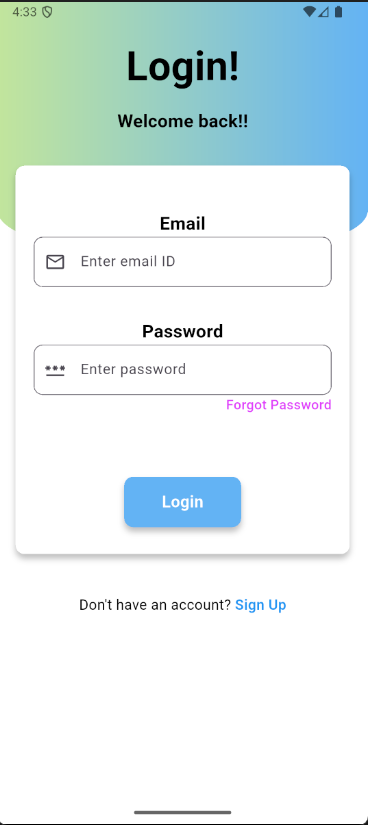 4:33
Login!
Welcome back!!
Email
Enter email ID
Password
Enter password
Forgot Password
Login
Don't have an account? Sign Up